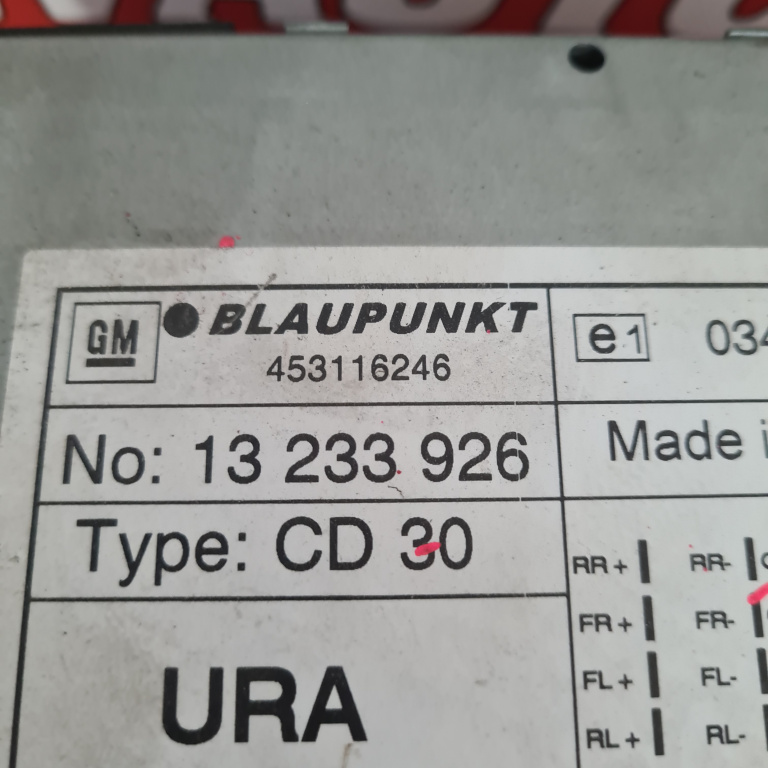 GM BLAUPUNKT
453116246
e1 034
No: 13 233 926
Made
Type: CD 30
RR+ RR-
FR+ FR-
URA
FL+ FL-
RL+ RL-